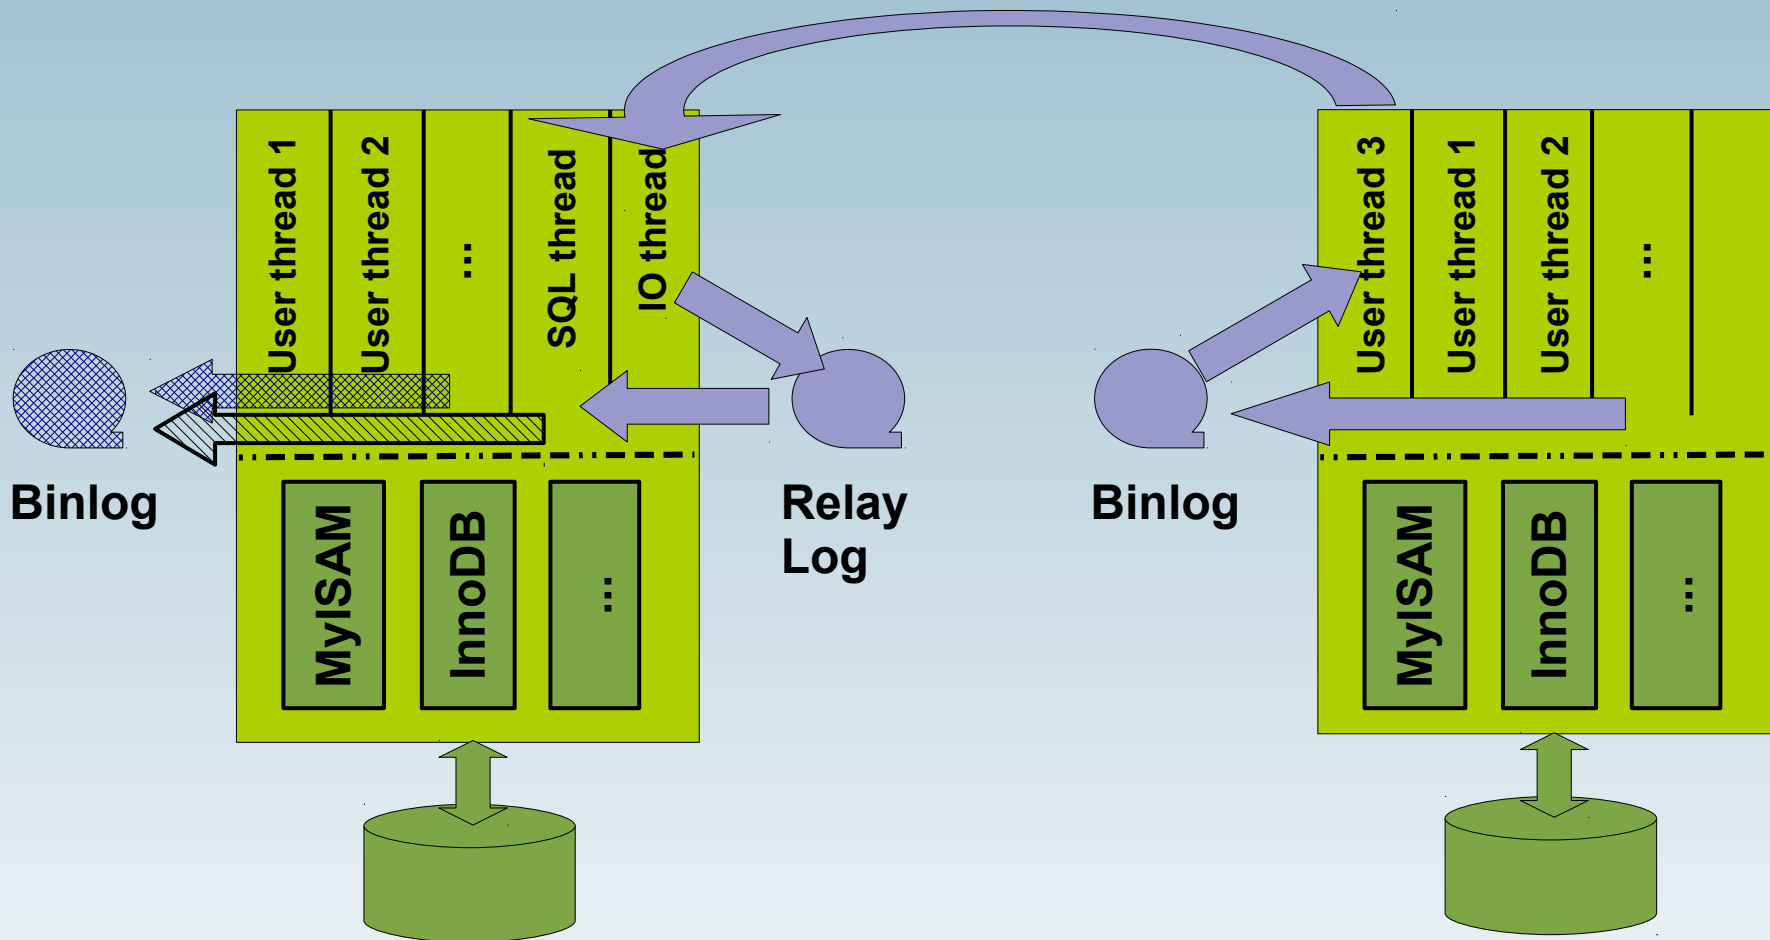 User thread 1
User thread 2
...
SQL thread
IO thread
User thread 3
User thread 1
User thread 2
...
Binlog
Relay
Log
Binlog
MyISAM
InnoDB
...
MyISAM
InnoDB
...